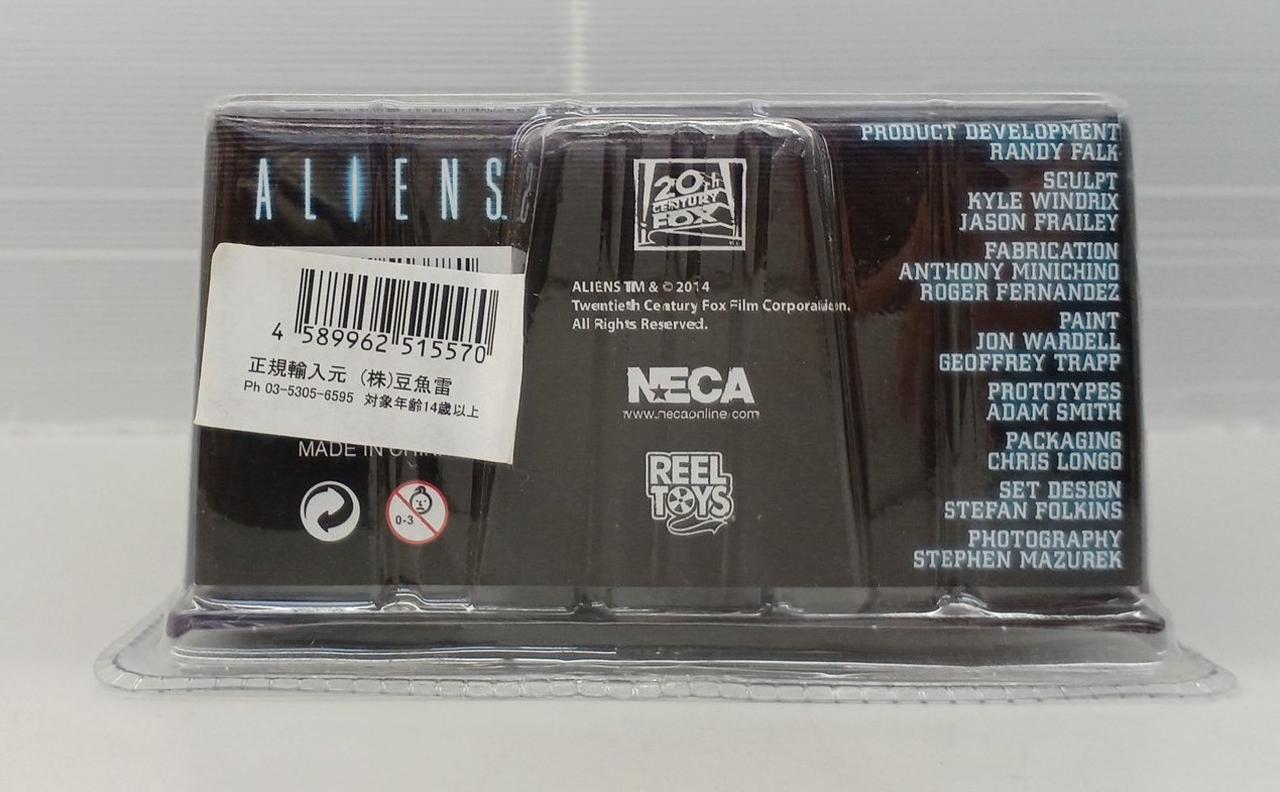 ALIENS
4 589962 515570
正規輸入元 (株)豆魚雷
Ph 03-5305-6595 対象年齢14歳以上
MADE IN CHIN
0-3
20th
CENTURY
FOX
ALIENS TM & © 2014
Twentieth Century Fox Film Corporation.
All Rights Reserved.
NECA
www.necaonline.com
REEL
TOYS
PRODUCT DEVELOPMENT
RANDY FALK
SCULPT
KYLE WINDRIX
JASON FRAILEY
FABRICATION
ANTHONY MINICHINO
ROGER FERNANDEZ
PAINT
JON WARDELL
GEOFFREY TRAPP
PROTOTYPES
ADAM SMITH
PACKAGING
CHRIS LONGO
SET DESIGN
STEFAN FOLKINS
PHOTOGRAPHY
STEPHEN MAZUREK